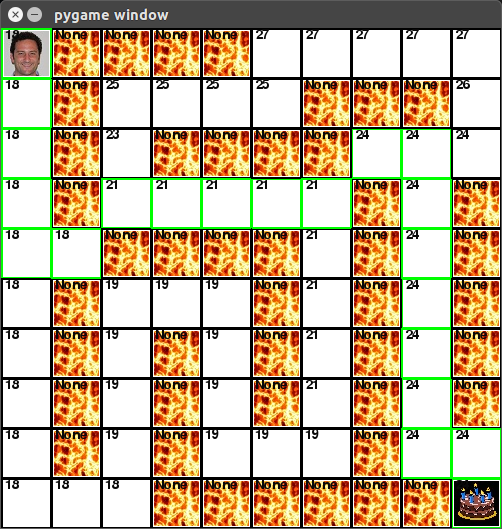 pygame window
18 None None None None 27 27 27 27 27
18 None 25 25 25 25 None None None 26
18 None 23 None None None None 24 24 24
18 None 21 21 21 21 21 None 24 None
18 18 None None None None 21 None 24 None
18 None 19 19 19 None 21 None 24 None
18 None 19 None 19 None 21 None 24 None
18 None 19 None 19 None 21 None 24 None
18 None 19 None 19 19 19 None 24 24
18 18 18 None None None None None None